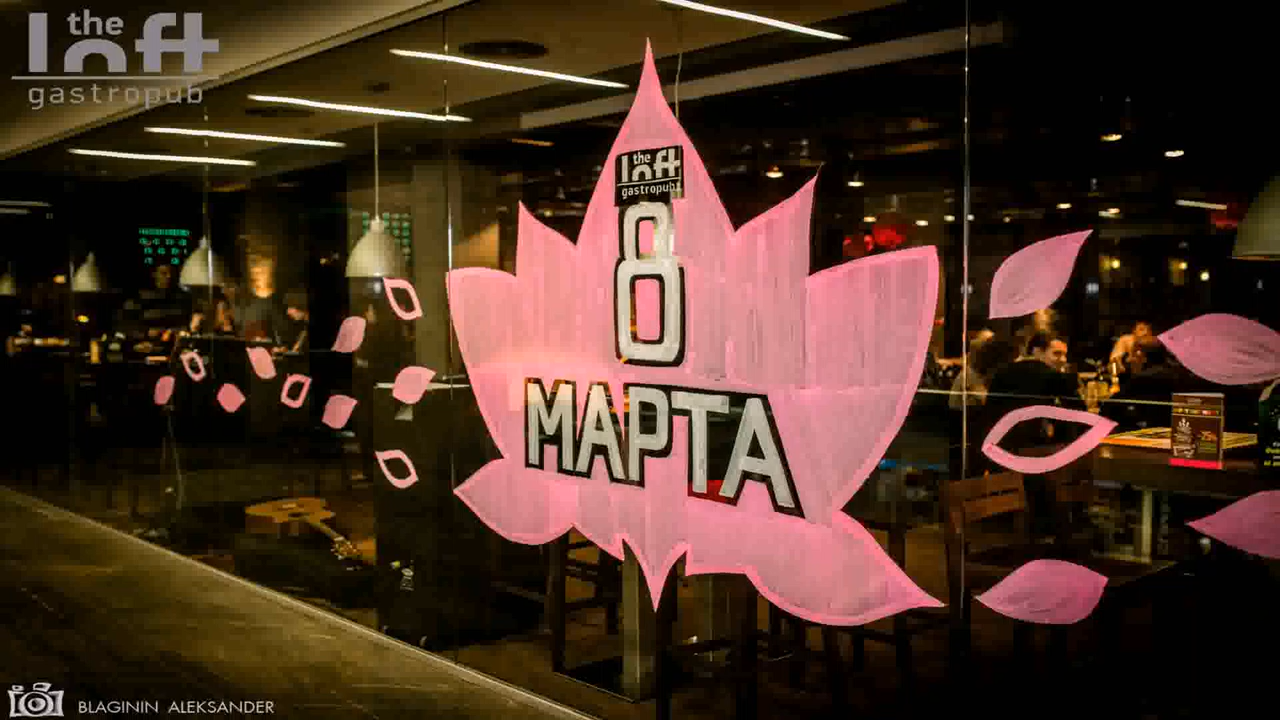 the
loft
gastropub
the
loft
gastropub
8
МАРТА
BLAGININ ALEKSANDER